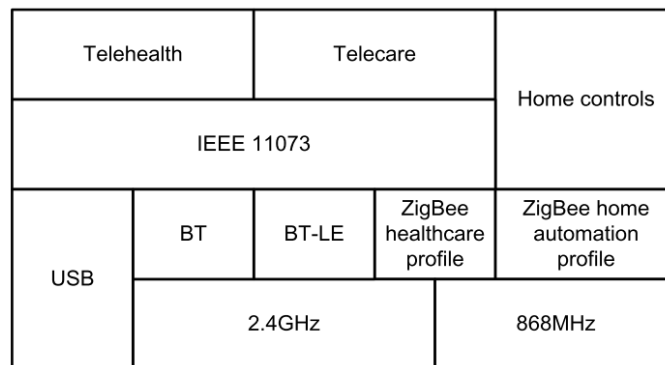 Telehealth
Telecare
Home controls
IEEE 11073
USB
BT
BT-LE
ZigBee
healthcare
profile
ZigBee home
automation
profile
2.4GHz
868MHz